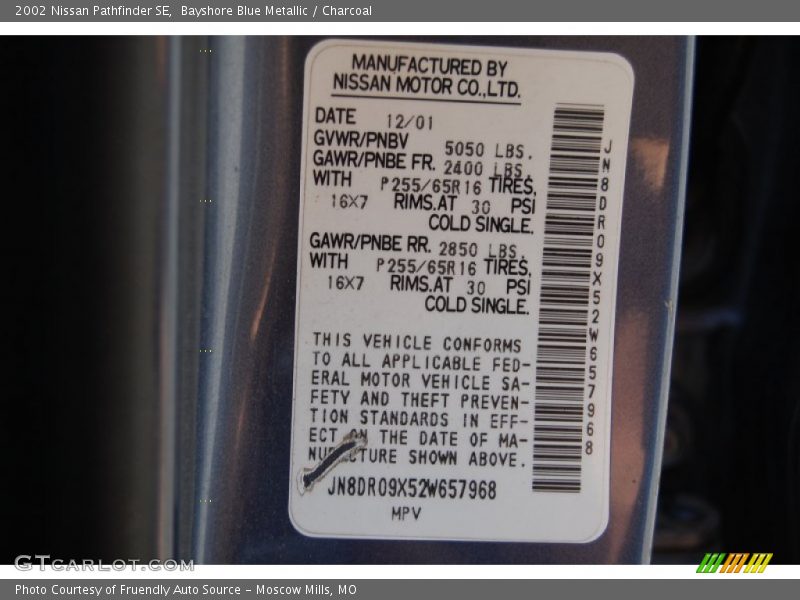 2002 Nissan Pathfinder SE, Bayshore Blue Metallic / Charcoal
MANUFACTURED BY
NISSAN MOTOR CO.,LTD.
DATE 12/01
GVWR/PNBV 5050 LBS.
GAWR/PNBE FR. 2400 LBS.
WITH P255/65R16 TIRES,
16X7 RIMS.AT 30 PSI
COLD SINGLE.
GAWR/PNBE RR. 2850 LBS.
WITH P255/65R16 TIRES,
16X7 RIMS.AT 30 PSI
COLD SINGLE.
THIS VEHICLE CONFORMS
TO ALL APPLICABLE FED-
ERAL MOTOR VEHICLE SA-
FETY AND THEFT PREVEN-
TION STANDARDS IN EFF-
ECT ON THE DATE OF MA-
NUFACTURE SHOWN ABOVE.
JN8DR09X52W657968
MPV
JN8DR09X52W657968
GTcarlot.com
Photo Courtesy of Fruendly Auto Source - Moscow Mills, MO